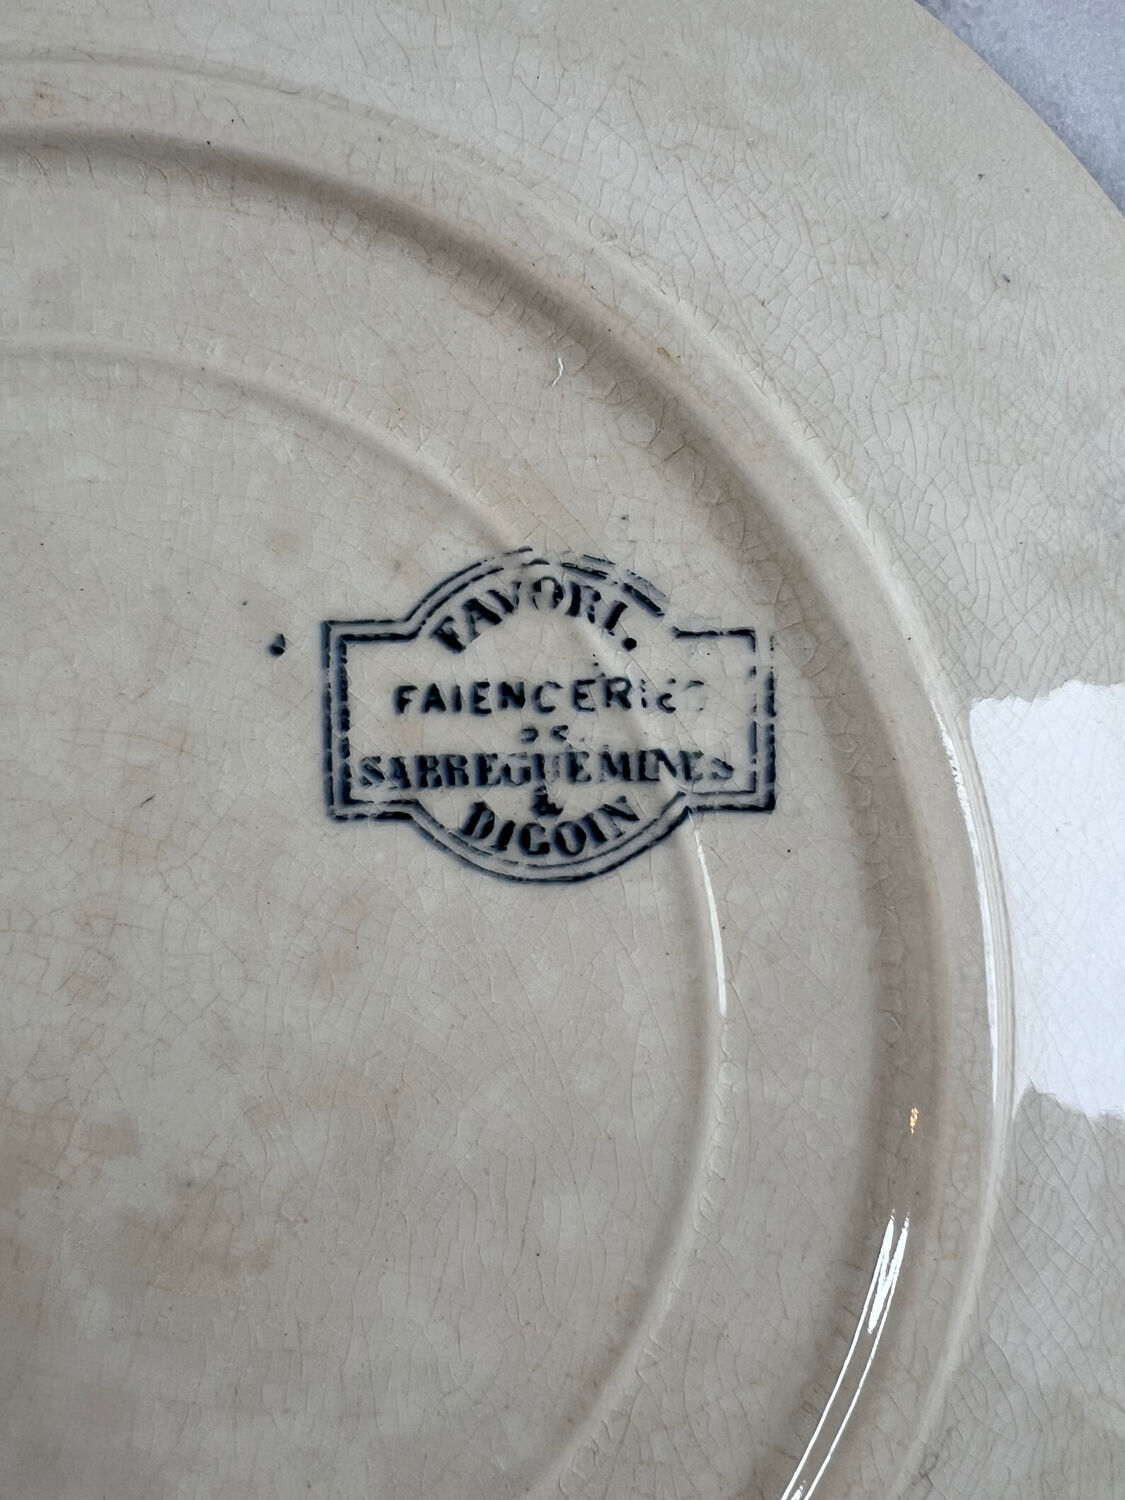 FAVORI.
FAIENCERIES
DE
SARREGUEMINES
&
DIGOIN